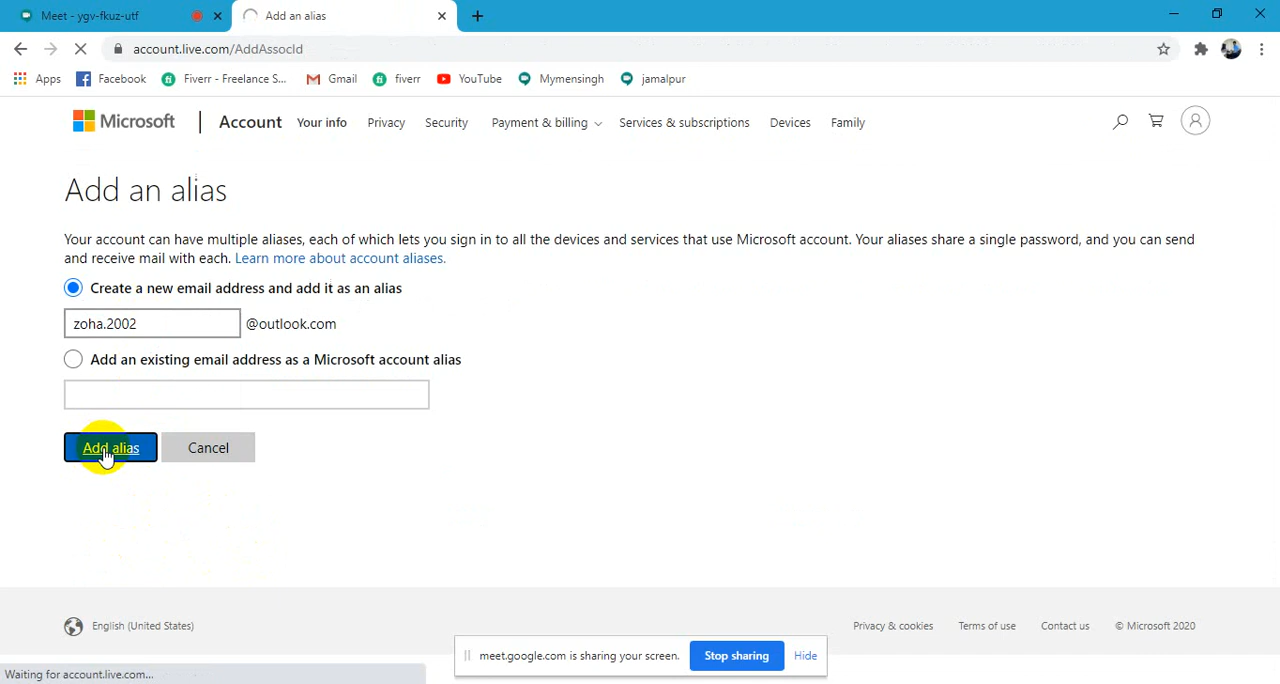 Meet - ygv-fkuz-utf
Add an alias
account.live.com/AddAssocId
Apps Facebook Fiverr - Freelance S... Gmail fiverr YouTube Mymensingh jamalpur
Microsoft Account Your info Privacy Security Payment & billing Services & subscriptions Devices Family
Add an alias
Your account can have multiple aliases, each of which lets you sign in to all the devices and services that use Microsoft account. Your aliases share a single password, and you can send
and receive mail with each. Learn more about account aliases.
Create a new email address and add it as an alias
zoha.2002 @outlook.com
Add an existing email address as a Microsoft account alias
Add alias Cancel
English (United States) Privacy & cookies Terms of use Contact us © Microsoft 2020
meet.google.com is sharing your screen. Stop sharing Hide
Waiting for account.live.com...